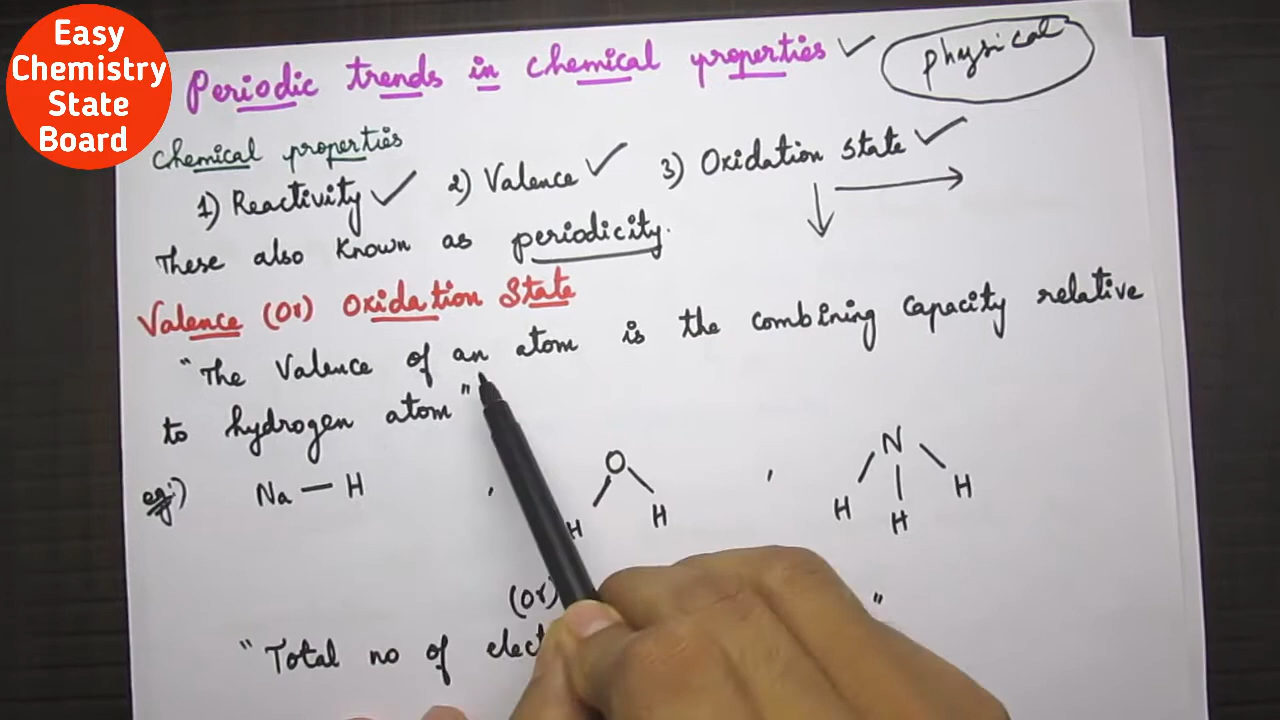 Easy
Chemistry
State
Board
Periodic trends in chemical properties
physical
Chemical properties
1) Reactivity 2) Valence 3) Oxidation state
These also known as periodicity.
Valence (Or) Oxidation State
"The Valence of an atom is the combining capacity relative
to hydrogen atom"
eg:) Na — H , O , N
H H H H H
(Or)
"Total no of elect "